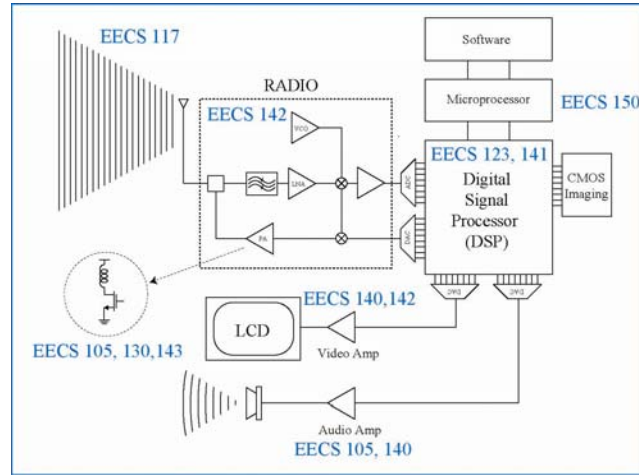 EECS 117
Software
RADIO
EECS 142
Microprocessor
EECS 150
VCO
EECS 123, 141
LNA
ADC
Digital
Signal
Processor
(DSP)
CMOS
Imaging
PA
DAC
DAC
DAC
EECS 140,142
LCD
Video Amp
EECS 105, 130,143
Audio Amp
EECS 105, 140